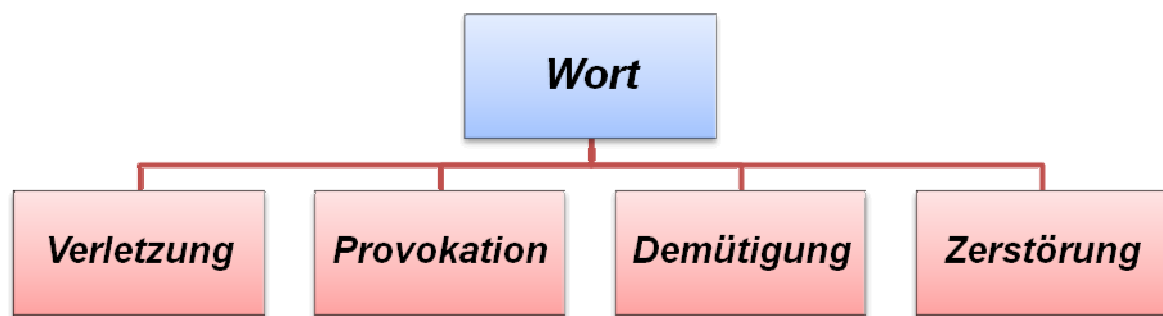 Wort
Verletzung
Provokation
Demütigung
Zerstörung